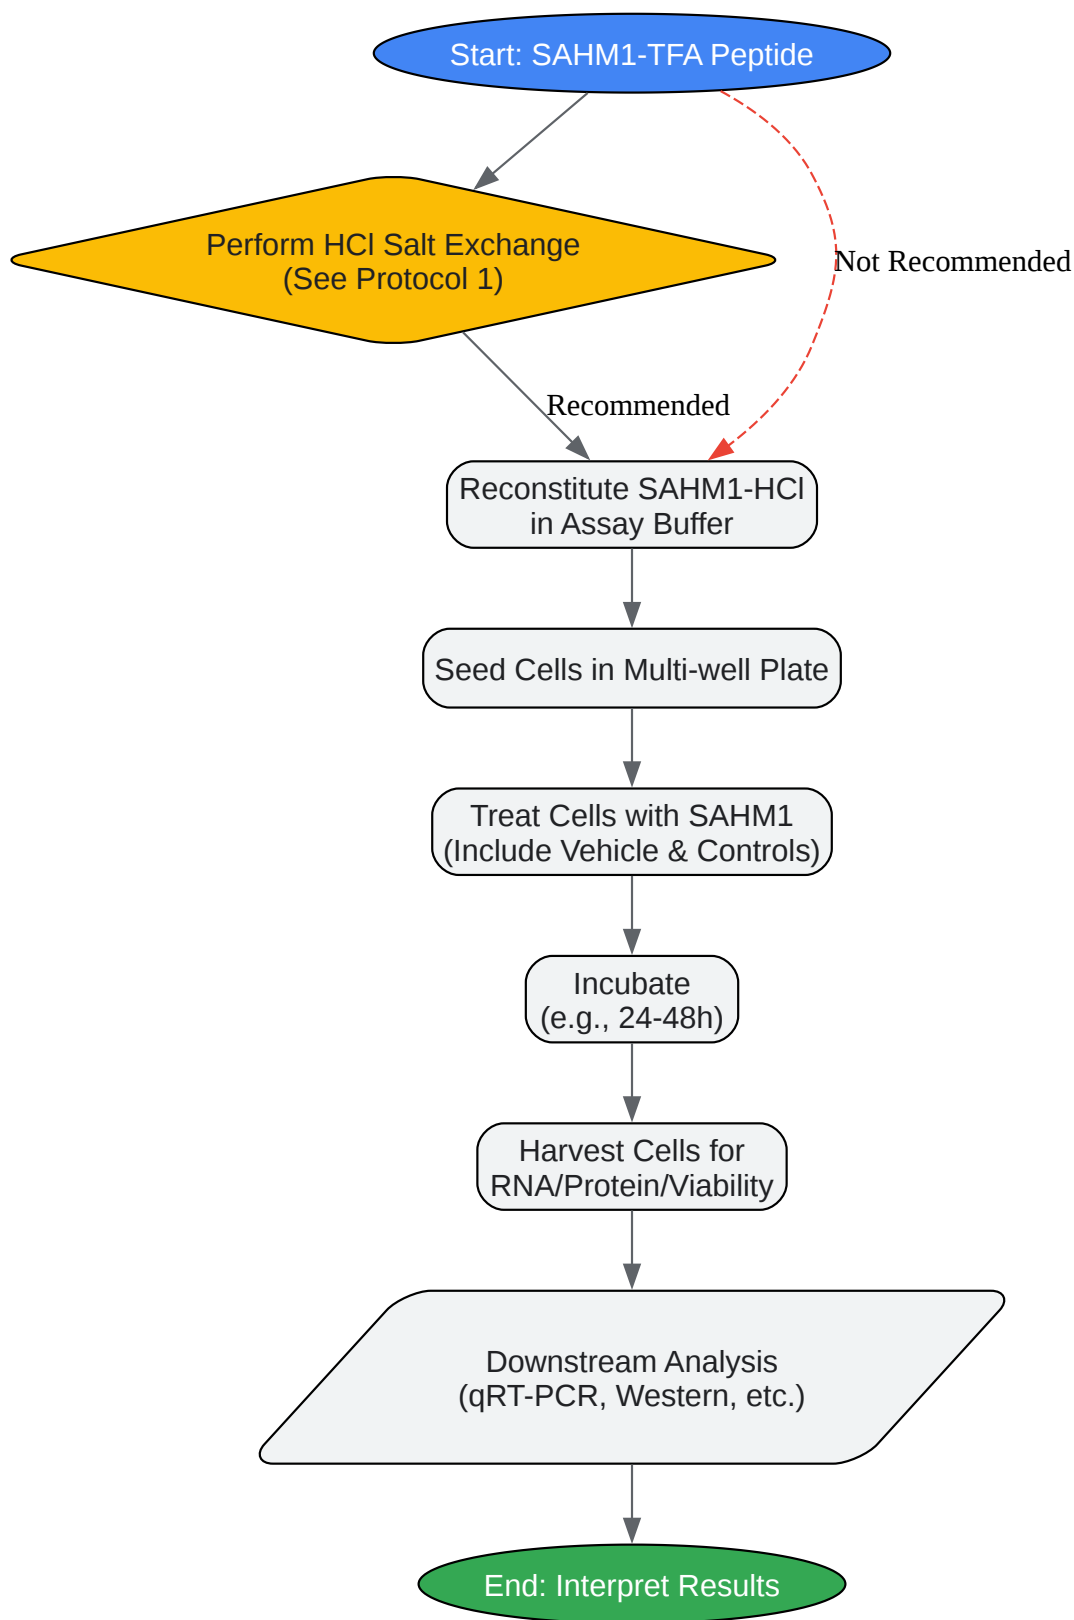 Start: SAHM1-TFA Peptide
Perform HCl Salt Exchange
(See Protocol 1)
Not Recommended
Recommended
Reconstitute SAHM1-HCl
in Assay Buffer
Seed Cells in Multi-well Plate
Treat Cells with SAHM1
(Include Vehicle & Controls)
Incubate
(e.g., 24-48h)
Harvest Cells for
RNA/Protein/Viability
Downstream Analysis
(qRT-PCR, Western, etc.)
End: Interpret Results